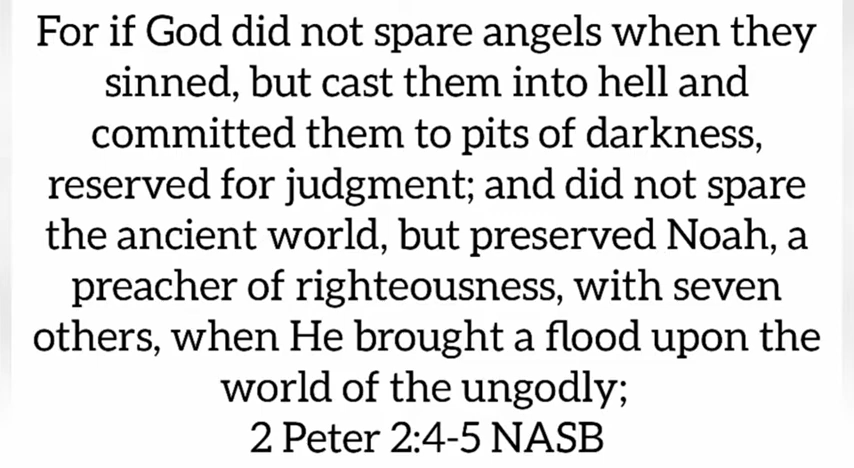 For if God did not spare angels when they
sinned, but cast them into hell and
committed them to pits of darkness,
reserved for judgment; and did not spare
the ancient world, but preserved Noah, a
preacher of righteousness, with seven
others, when He brought a flood upon the
world of the ungodly;
2 Peter 2:4-5 NASB